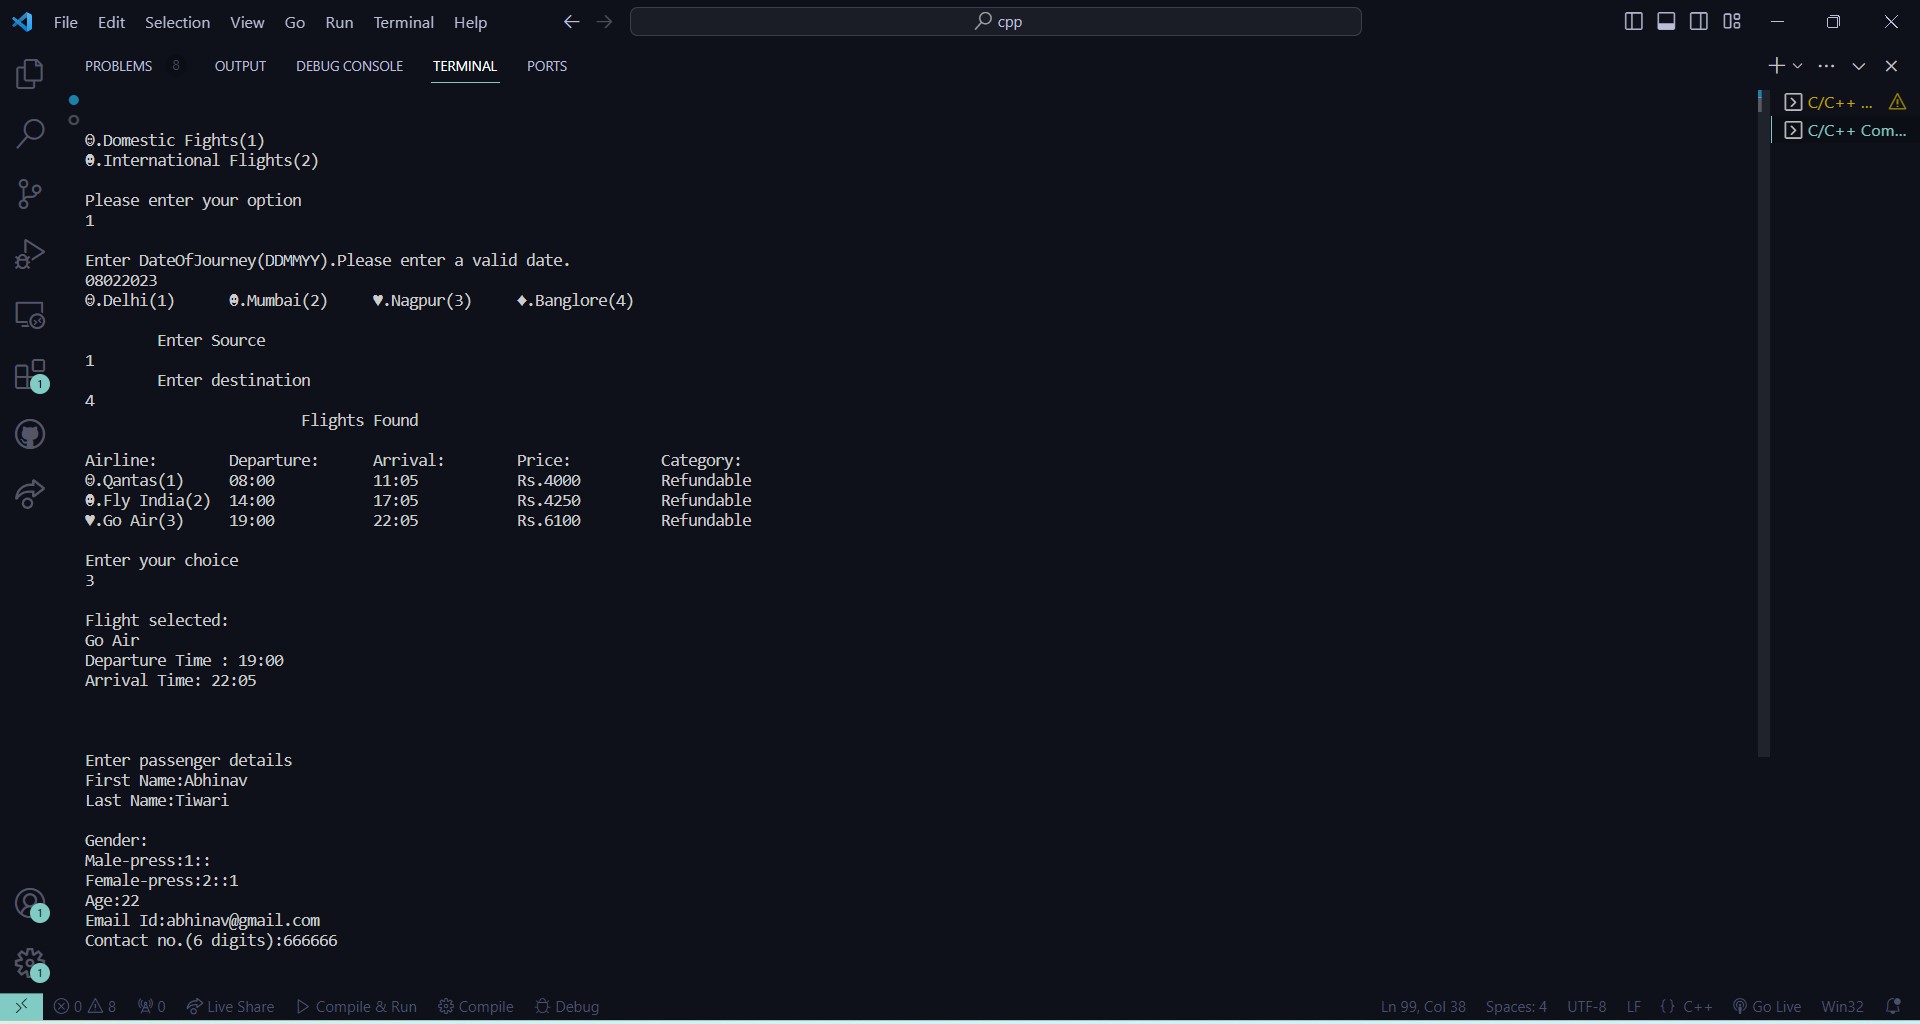 File Edit Selection View Go Run Terminal Help cpp
PROBLEMS 8 OUTPUT DEBUG CONSOLE TERMINAL PORTS
C/C++ ...
C/C++ Com...
☺.Domestic Fights(1)
☻.International Flights(2)
Please enter your option
1
Enter DateOfJourney(DDMMYY).Please enter a valid date.
08022023
☺.Delhi(1) ☻.Mumbai(2) ♥.Nagpur(3) ♦.Banglore(4)
Enter Source
1
Enter destination
4
Flights Found
Airline: Departure: Arrival: Price: Category:
☺.Qantas(1) 08:00 11:05 Rs.4000 Refundable
☻.Fly India(2) 14:00 17:05 Rs.4250 Refundable
♥.Go Air(3) 19:00 22:05 Rs.6100 Refundable
Enter your choice
3
Flight selected:
Go Air
Departure Time : 19:00
Arrival Time: 22:05
Enter passenger details
First Name:Abhinav
Last Name:Tiwari
Gender:
Male-press:1::
Female-press:2::1
Age:22
Email Id:abhinav@gmail.com
Contact no.(6 digits):666666
1
1
1
0 8 0 Live Share Compile & Run Compile Debug Ln 99, Col 38 Spaces: 4 UTF-8 LF {} C++ Go Live Win32